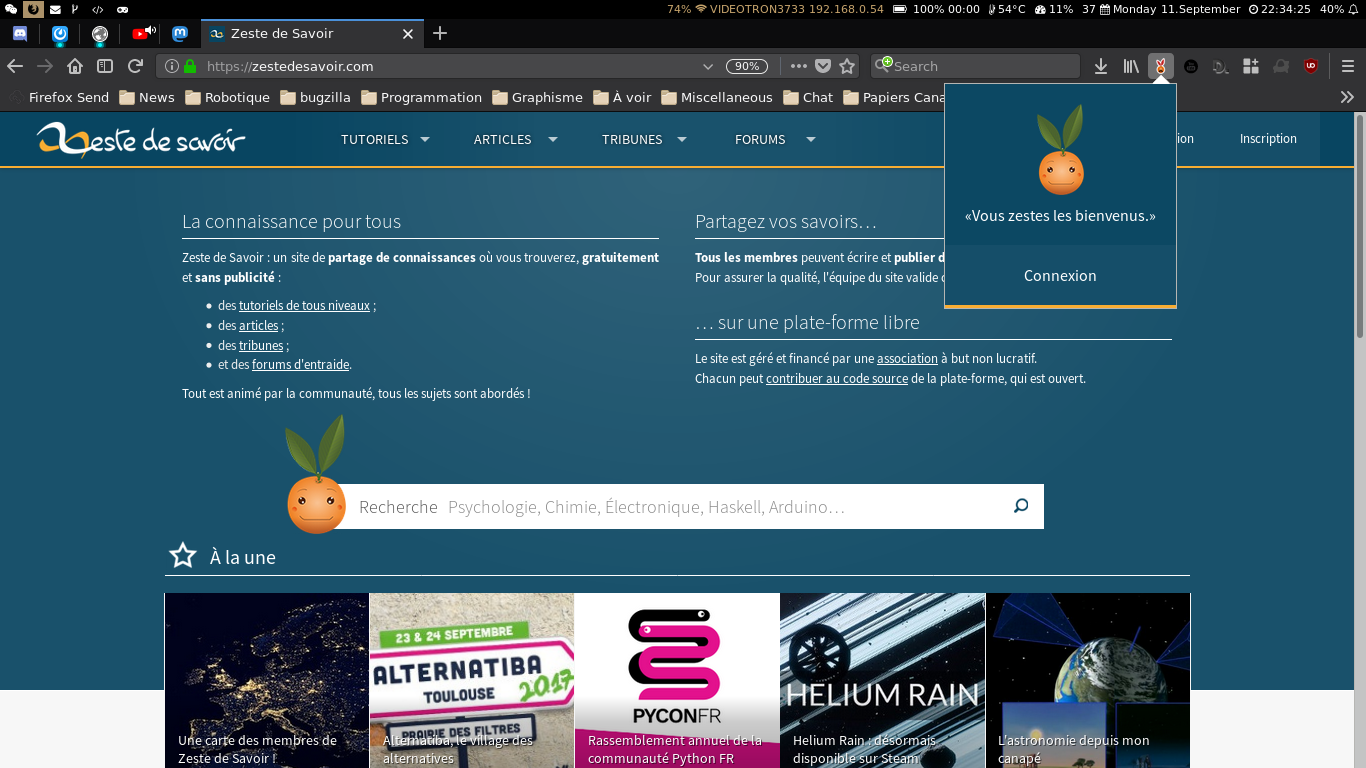 74% VIDEOTRON3733 192.168.0.54 100% 00:00 54°C 11% 37 Monday 11.September 22:34:25 40%
Zeste de Savoir
https://zestedesavoir.com 90% Search
Firefox Send News Robotique bugzilla Programmation Graphisme À voir Miscellaneous Chat Papiers Cana
zeste de savoir TUTORIELS ARTICLES TRIBUNES FORUMS ion Inscription
«Vous zestes les bienvenus.»
Connexion
La connaissance pour tous
Zeste de Savoir : un site de partage de connaissances où vous trouverez, gratuitement
et sans publicité :
des tutoriels de tous niveaux ;
des articles ;
des tribunes ;
et des forums d'entraide.
Tout est animé par la communauté, tous les sujets sont abordés !
Partagez vos savoirs…
Tous les membres peuvent écrire et publier d
Pour assurer la qualité, l'équipe du site valide
… sur une plate-forme libre
Le site est géré et financé par une association à but non lucratif.
Chacun peut contribuer au code source de la plate-forme, qui est ouvert.
Recherche Psychologie, Chimie, Électronique, Haskell, Arduino…
À la une
Une carte des membres de
Zeste de Savoir !
23 & 24 SEPTEMBRE
ALTERNATIBA
TOULOUSE 2017
PRAIRIE DES FILTRES
Alternatiba, le village des
alternatives
PYCONFR
Rassemblement annuel de la
communauté Python FR
HELIUM RAIN
Helium Rain : désormais
disponible sur Steam
L'astronomie depuis mon
canapé